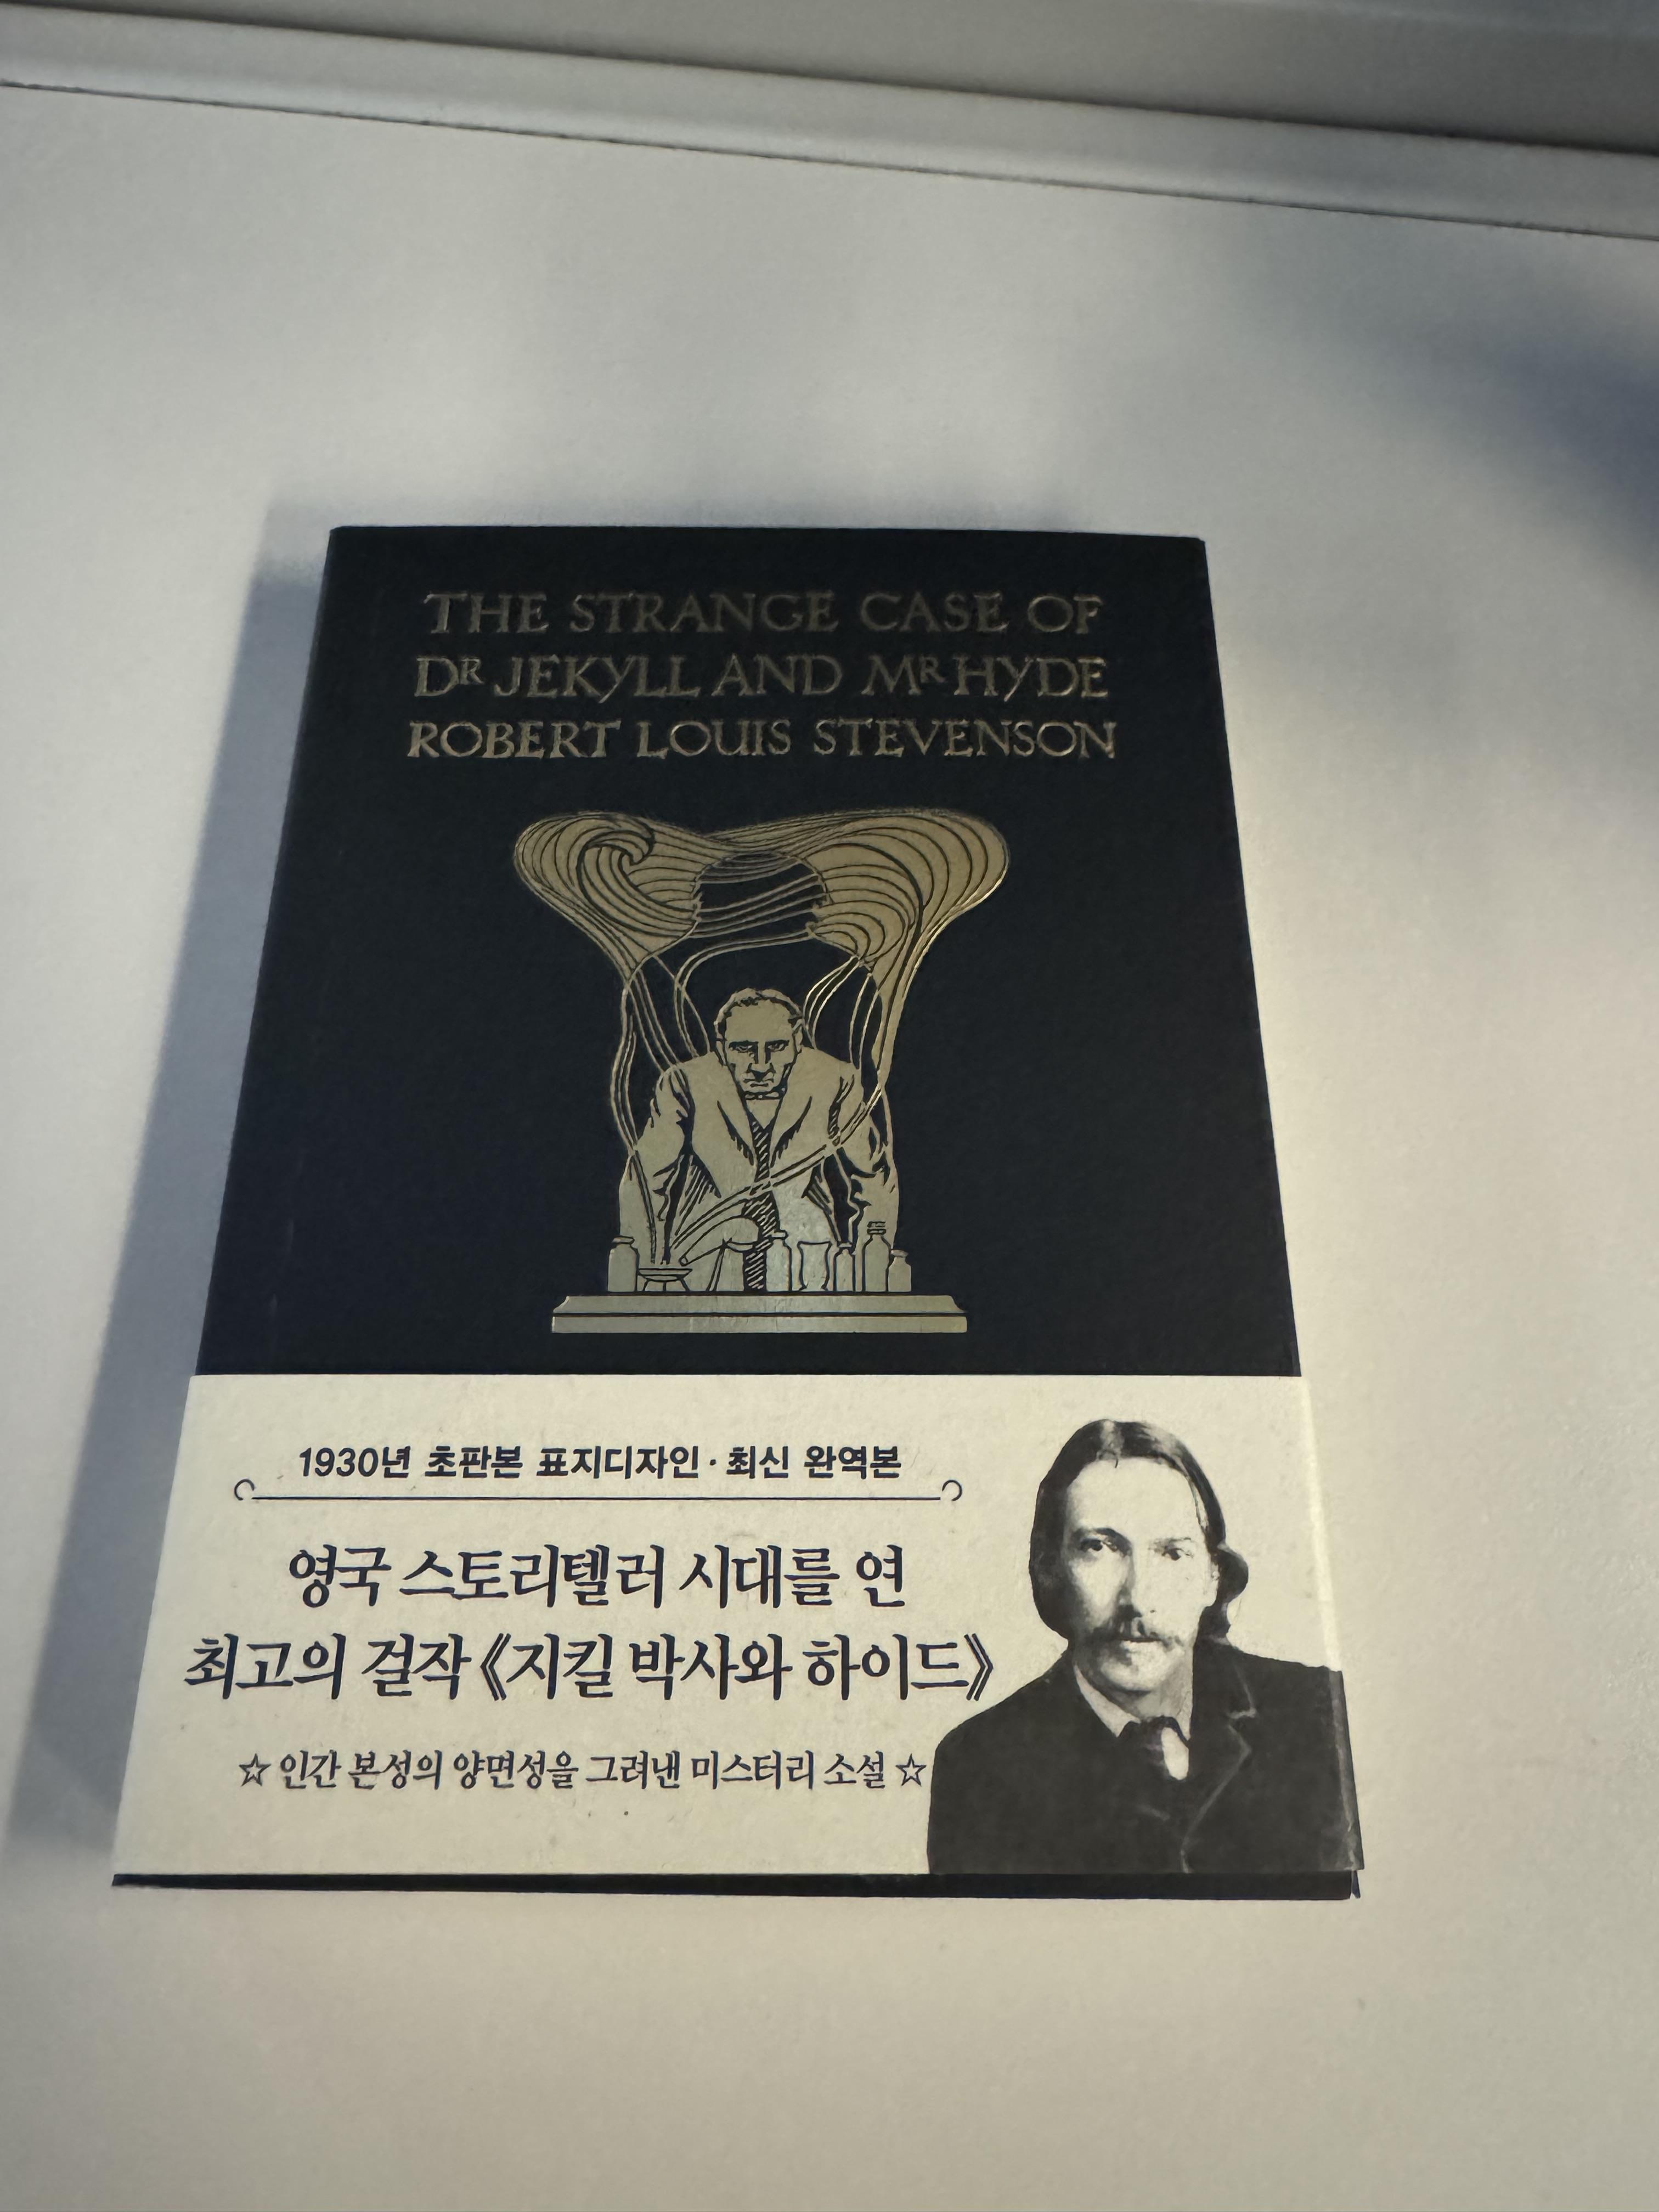 THE STRANGE CASE OF
DR JEKYLL AND MR HYDE
ROBERT LOUIS STEVENSON
1930년 초판본 표지디자인 · 최신 완역본
영국 스토리텔러 시대를 연
최고의 걸작 《지킬 박사와 하이드》
☆ 인간 본성의 양면성을 그려낸 미스터리 소설 ☆